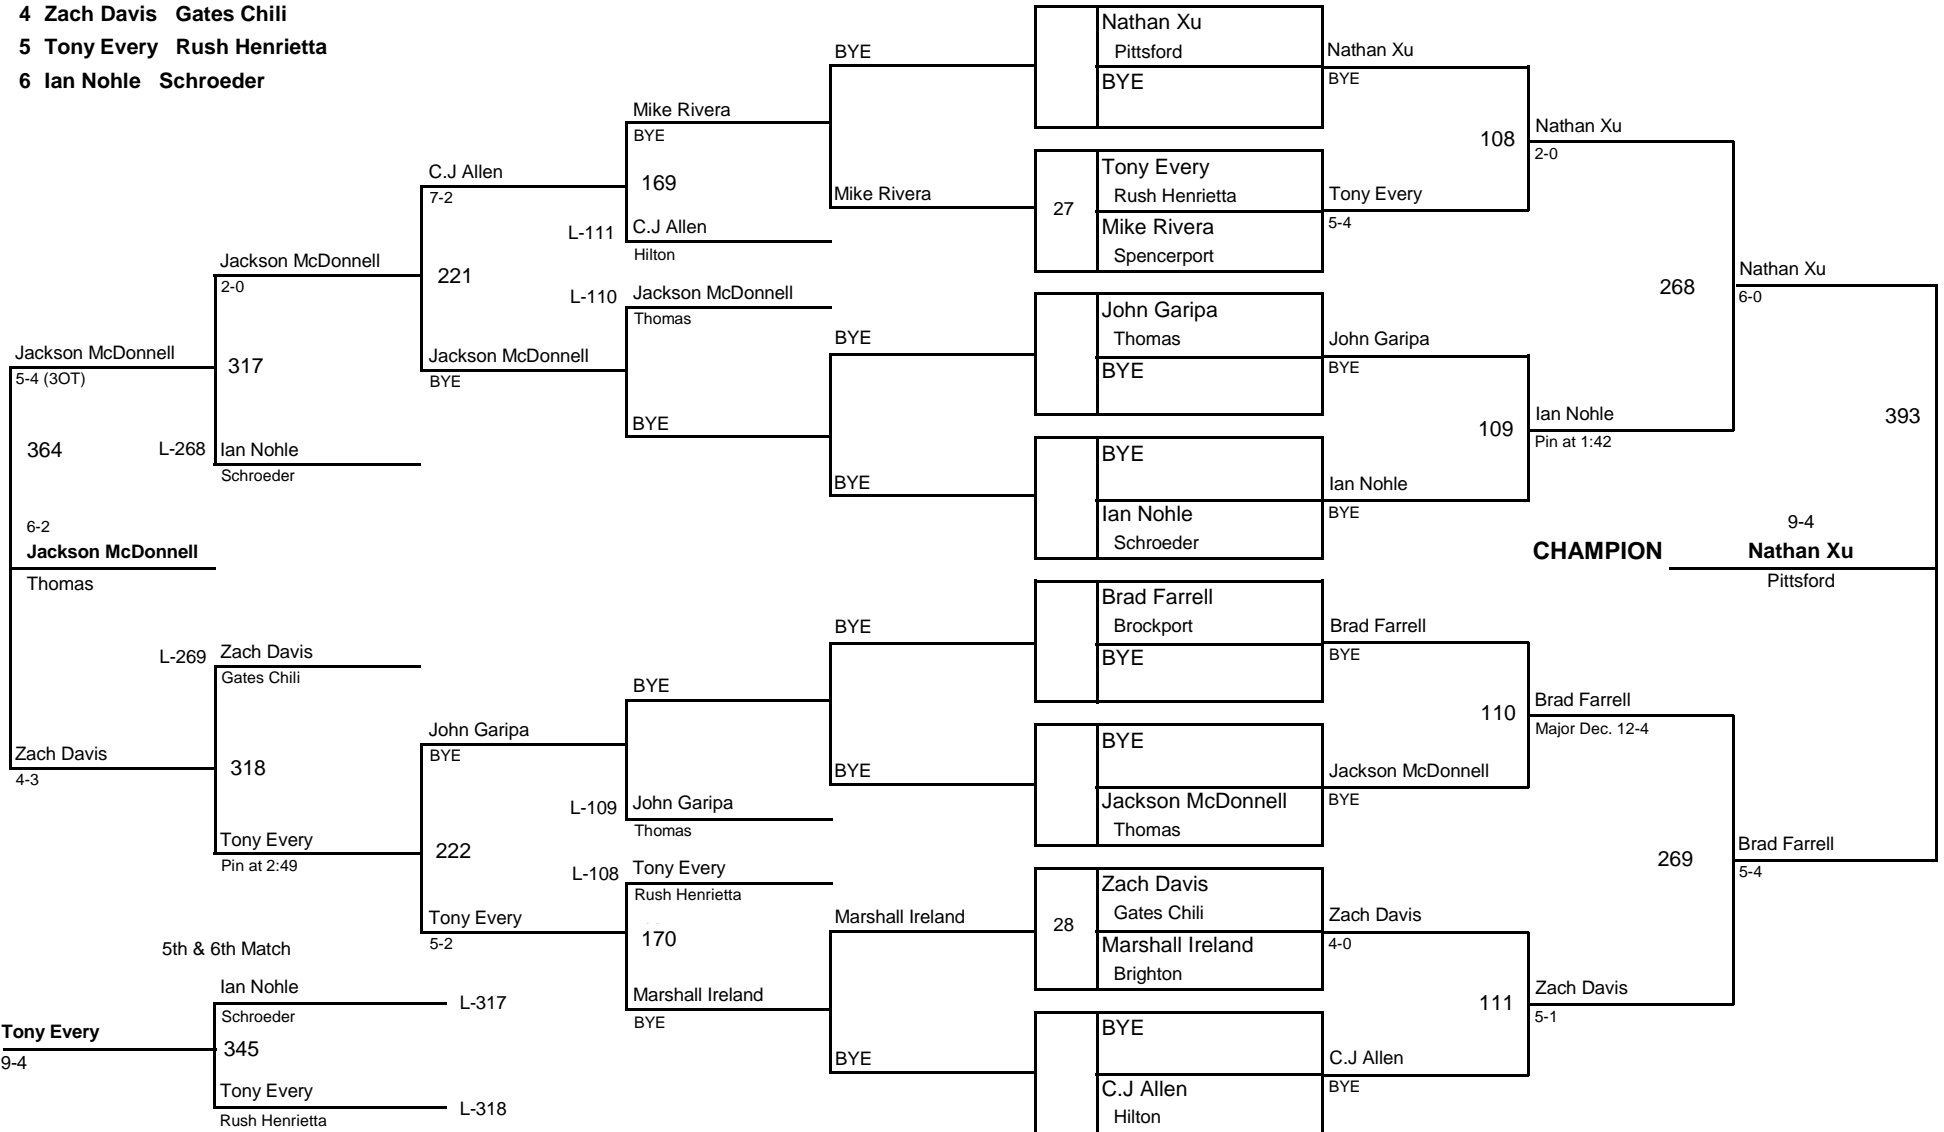 4 Zach Davis Gates Chili
5 Tony Every Rush Henrietta
6 Ian Nohle Schroeder
Jackson McDonnell
5-4 (3OT)
364
6-2
Jackson McDonnell
Thomas
Zach Davis
4-3
Jackson McDonnell
2-0
317
L-268 Ian Nohle
Schroeder
L-269 Zach Davis
Gates Chili
318
Tony Every
Pin at 2:49
5th & 6th Match
Ian Nohle
L-317
Schroeder
Tony Every
345
9-4
Tony Every
L-318
Rush Henrietta
C.J Allen
7-2
221
Jackson McDonnell
BYE
John Garipa
BYE
222
Tony Every
5-2
Mike Rivera
BYE
169
L-111 C.J Allen
Hilton
L-110 Jackson McDonnell
Thomas
BYE
BYE
L-109 John Garipa
Thomas
L-108 Tony Every
Rush Henrietta
170
Marshall Ireland
BYE
BYE
Mike Rivera
BYE
BYE
BYE
BYE
Marshall Ireland
BYE
Nathan Xu
Pittsford
BYE
27
Tony Every
Rush Henrietta
Mike Rivera
Spencerport
John Garipa
Thomas
BYE
BYE
Ian Nohle
Schroeder
Brad Farrell
Brockport
BYE
BYE
Jackson McDonnell
Thomas
28
Zach Davis
Gates Chili
Marshall Ireland
Brighton
BYE
C.J Allen
Hilton
Nathan Xu
BYE
108
Tony Every
5-4
John Garipa
BYE
109
Ian Nohle
BYE
Brad Farrell
BYE
110
Jackson McDonnell
BYE
Zach Davis
4-0
111
C.J Allen
BYE
Nathan Xu
2-0
268
Ian Nohle
Pin at 1:42
Brad Farrell
Major Dec. 12-4
269
Zach Davis
5-1
Nathan Xu
6-0
393
9-4
CHAMPION Nathan Xu
Pittsford
Brad Farrell
5-4